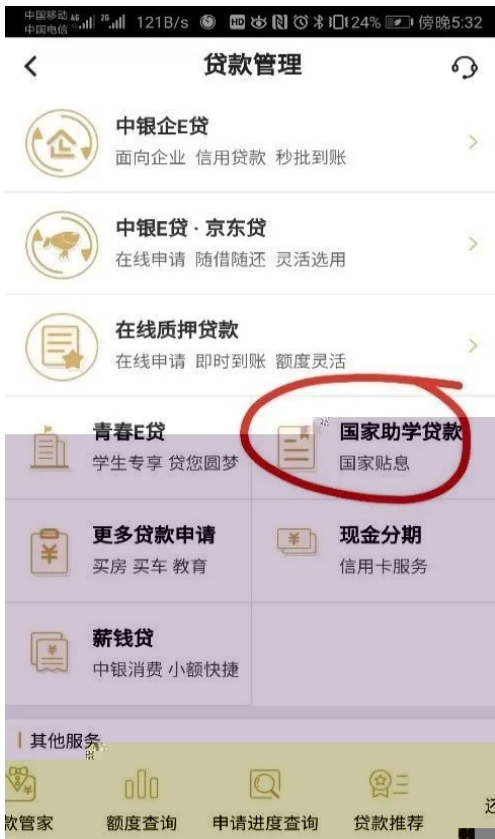 中国移动 4G 2G 121B/s HD 24% 傍晚5:32
中国电信
贷款管理
中银企E贷
面向企业 信用贷款 秒批到账
中银E贷 · 京东贷
在线申请 随借随还 灵活选用
在线质押贷款
在线申请 即时到账 额度灵活
青春E贷 国家助学贷款
学生专享 贷您圆梦 国家贴息
更多贷款申请 现金分期
买房 买车 教育 信用卡服务
薪钱贷
中银消费 小额快捷
其他服务
款管家 额度查询 申请进度查询 贷款推荐